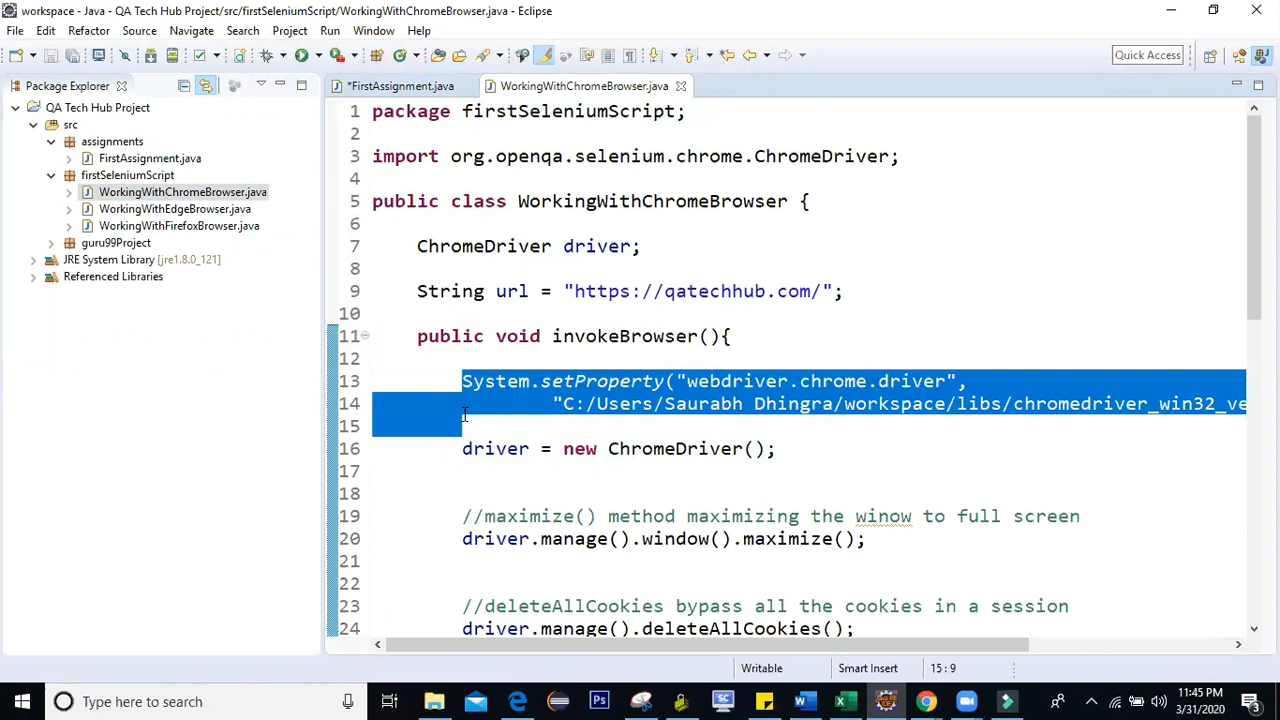 workspace - Java - QA Tech Hub Project/src/firstSeleniumScript/WorkingWithChromeBrowser.java - Eclipse
File Edit Refactor Source Navigate Search Project Run Window Help
Quick Access
Package Explorer
*FirstAssignment.java
WorkingWithChromeBrowser.java
QA Tech Hub Project
src
assignments
FirstAssignment.java
firstSeleniumScript
WorkingWithChromeBrowser.java
WorkingWithEdgeBrowser.java
WorkingWithFirefoxBrowser.java
guru99Project
JRE System Library [jre1.8.0_121]
Referenced Libraries
1 package firstSeleniumScript;
2
3 import org.openqa.selenium.chrome.ChromeDriver;
4
5 public class WorkingWithChromeBrowser {
6
7 ChromeDriver driver;
8
9 String url = "https://qatechhub.com/";
10
11 public void invokeBrowser(){
12
13 System.setProperty("webdriver.chrome.driver",
14 "C:/Users/Saurabh Dhingra/workspace/libs/chromedriver_win32_ve
15
16 driver = new ChromeDriver();
17
18
19 //maximize() method maximizing the winow to full screen
20 driver.manage().window().maximize();
21
22
23 //deleteAllCookies bypass all the cookies in a session
24 driver.manage().deleteAllCookies();
Writable
Smart Insert
15 : 9
Type here to search
Ps
SC
11:45 PM
3/31/2020